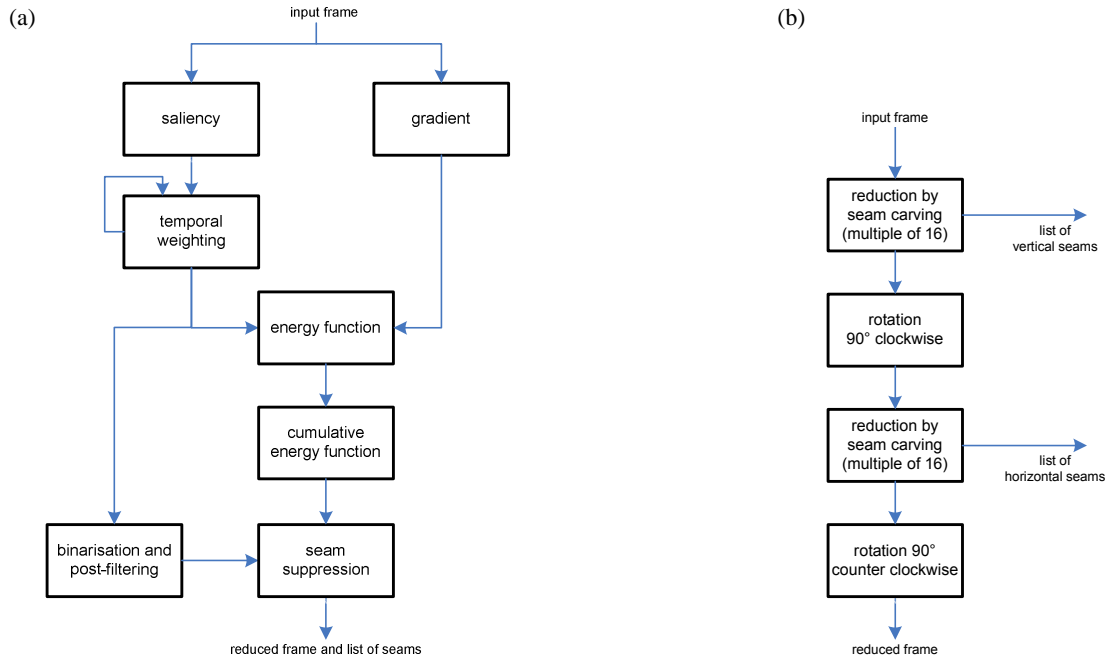 (a)
input frame
saliency
gradient
temporal
weighting
energy function
cumulative
energy function
binarisation and
post-filtering
seam
suppression
reduced frame and list of seams
(b)
input frame
reduction by
seam carving
(multiple of 16)
list of
vertical seams
rotation
90° clockwise
reduction by
seam carving
(multiple of 16)
list of
horizontal seams
rotation 90°
counter clockwise
reduced frame